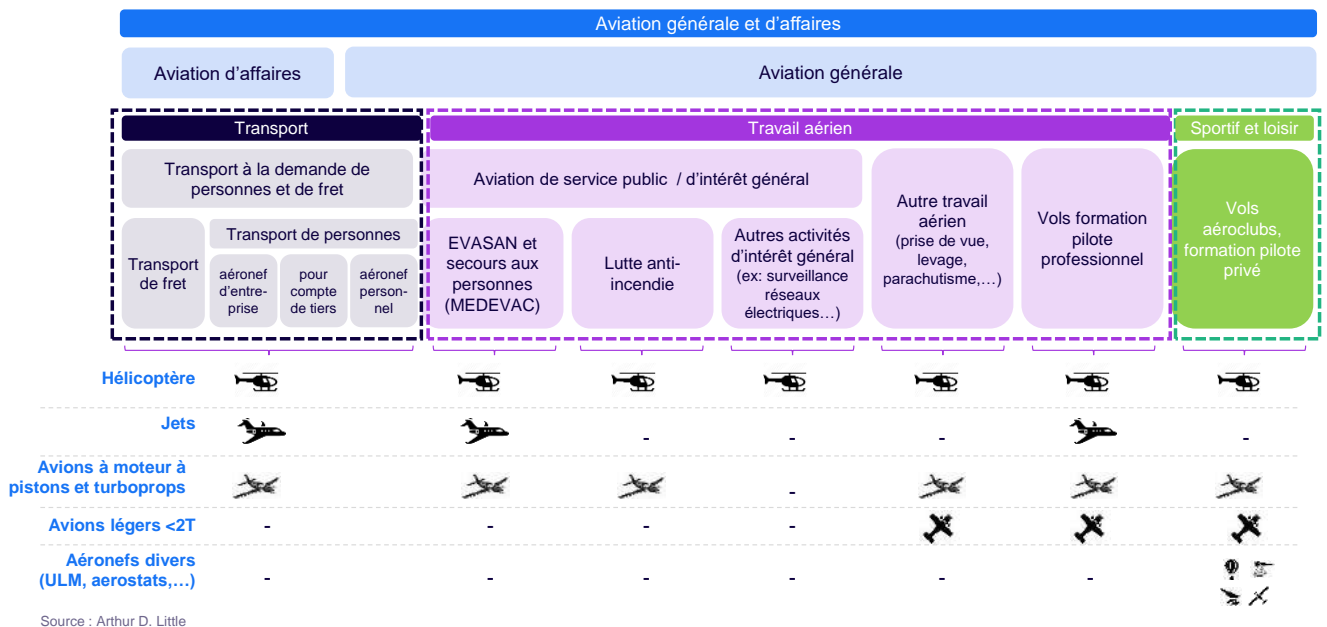 Aviation générale et d'affaires
Aviation d'affaires
Aviation générale
Transport
Travail aérien
Sportif et loisir
Transport à la demande de
personnes et de fret
Aviation de service public / d'intérêt général
Transport
de fret
Transport de personnes
aéronef
d'entre-
prise
pour
compte
de tiers
aéronef
person-
nel
EVASAN et
secours aux
personnes
(MEDEVAC)
Lutte anti-
incendie
Autres activités
d'intérêt général
(ex: surveillance
réseaux
électriques…)
Autre travail
aérien
(prise de vue,
levage,
parachutisme,…)
Vols formation
pilote
professionnel
Vols
aéroclubs,
formation pilote
privé
Hélicoptère
Jets
- - - -
Avions à moteur à
pistons et turboprops
-
Avions légers <2T
- - - -
Aéronefs divers
(ULM, aerostats,…)
- - - - - -
Source : Arthur D. Little